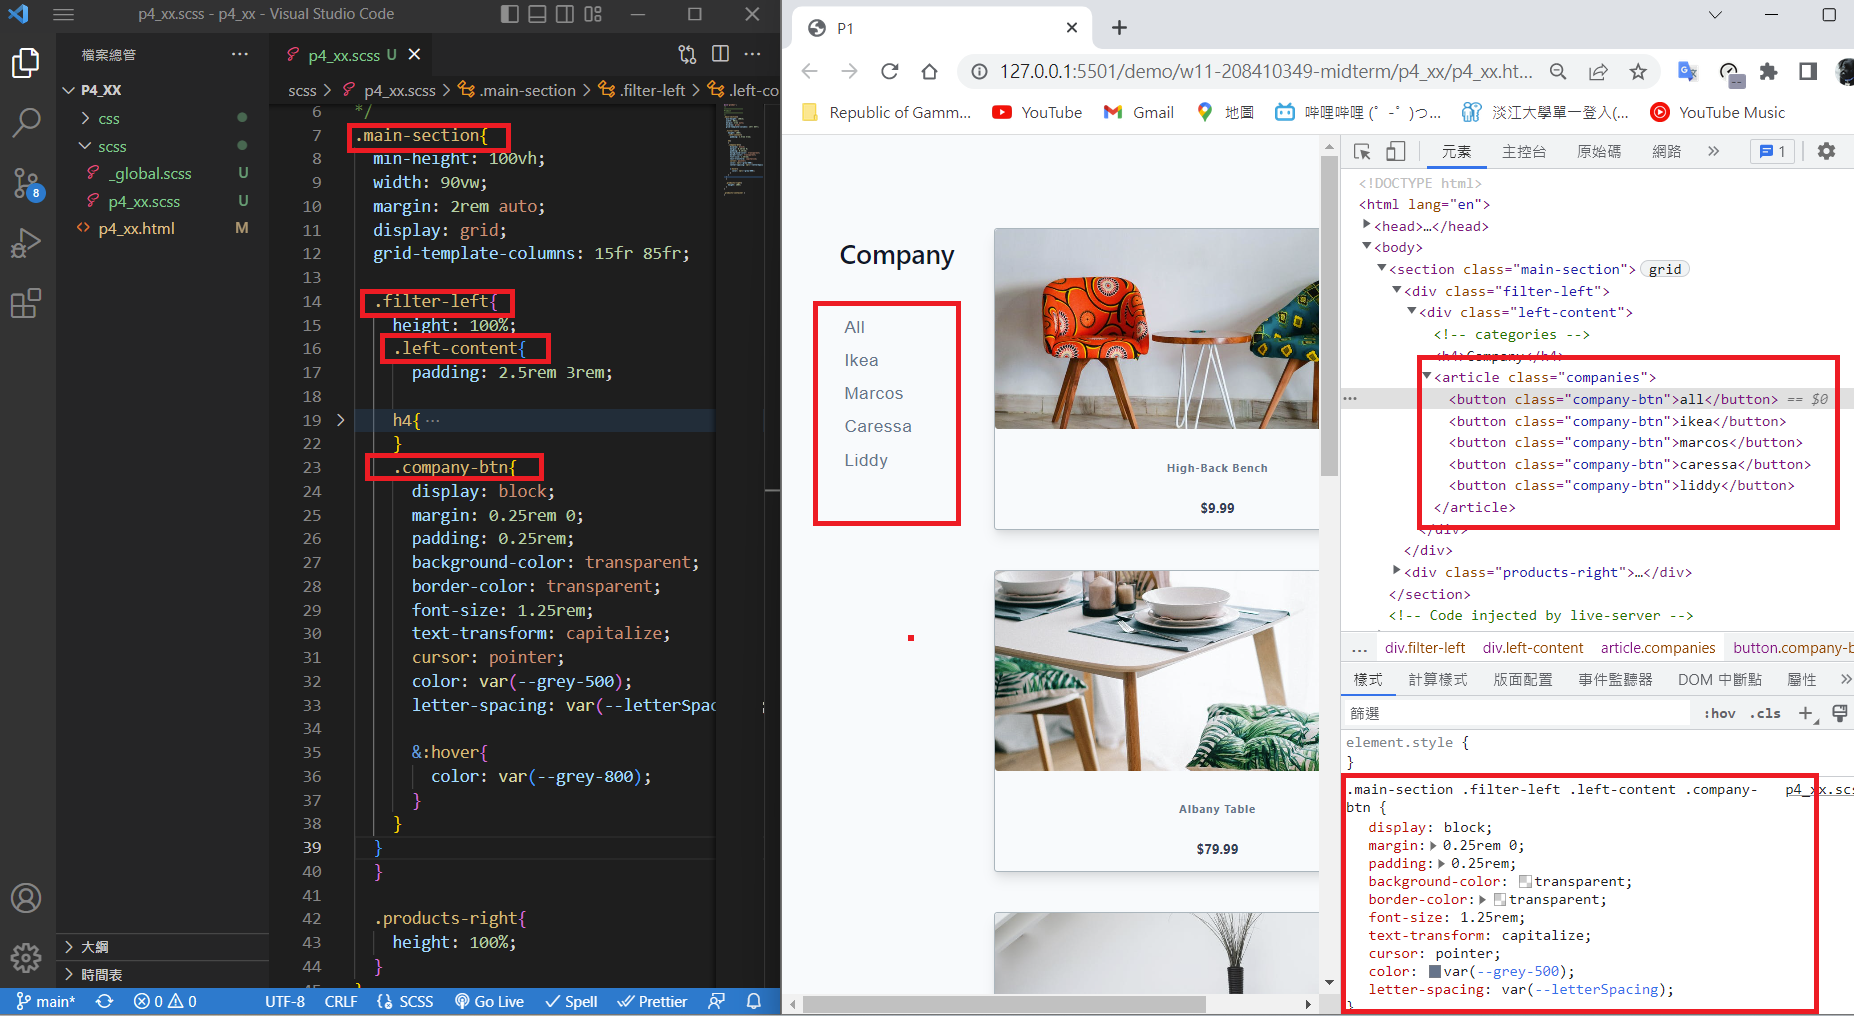 p4_xx.scss - p4_xx - Visual Studio Code
檔案總管
P4_XX
css
scss
_global.scss U
p4_xx.scss U
p4_xx.html M
大綱
時間表
8
p4_xx.scss U
scss > p4_xx.scss > .main-section > .filter-left > .left-co
6 */
7 .main-section{
8 min-height: 100vh;
9 width: 90vw;
10 margin: 2rem auto;
11 display: grid;
12 grid-template-columns: 15fr 85fr;
13
14 .filter-left{
15 height: 100%;
16 .left-content{
17 padding: 2.5rem 3rem;
18
19 h4{ ···
22 }
23 .company-btn{
24 display: block;
25 margin: 0.25rem 0;
26 padding: 0.25rem;
27 background-color: transparent;
28 border-color: transparent;
29 font-size: 1.25rem;
30 text-transform: capitalize;
31 cursor: pointer;
32 color: var(--grey-500);
33 letter-spacing: var(--letterSpac ;
34
35 &:hover{
36 color: var(--grey-800);
37 }
38 }
39 }
40 }
41
42 .products-right{
43 height: 100%;
44 }
main* 0 0 UTF-8 CRLF SCSS Go Live Spell Prettier
P1
127.0.0.1:5501/demo/w11-208410349-midterm/p4_xx/p4_xx.ht...
Republic of Gamm... YouTube Gmail 地圖 嗶哩嗶哩 (゜-゜)つ... 淡江大學單一登入(... YouTube Music
Company
All
Ikea
Marcos
Caressa
Liddy
High-Back Bench
$9.99
Albany Table
$79.99
元素 主控台 原始碼 網路 » 1
<!DOCTYPE html>
<html lang="en">
<head>…</head>
<body>
<section class="main-section"> grid
<div class="filter-left">
<div class="left-content">
<!-- categories -->
<h4>Company</h4>
<article class="companies">
<button class="company-btn">all</button> == $0
<button class="company-btn">ikea</button>
<button class="company-btn">marcos</button>
<button class="company-btn">caressa</button>
<button class="company-btn">liddy</button>
</article>
</div>
</div>
<div class="products-right">…</div>
</section>
<!-- Code injected by live-server -->
... div.filter-left div.left-content article.companies button.company-b
樣式 計算樣式 版面配置 事件監聽器 DOM 中斷點 屬性 »
篩選 :hov .cls +
element.style {
}
.main-section .filter-left .left-content .company- p4_xx.scs
btn {
display: block;
margin: 0.25rem 0;
padding: 0.25rem;
background-color: transparent;
border-color: transparent;
font-size: 1.25rem;
text-transform: capitalize;
cursor: pointer;
color: var(--grey-500);
letter-spacing: var(--letterSpacing);
}